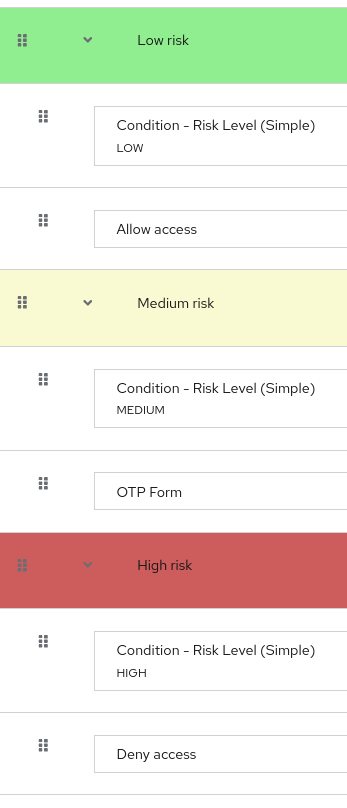 Low risk
Condition - Risk Level (Simple)
LOW
Allow access
Medium risk
Condition - Risk Level (Simple)
MEDIUM
OTP Form
High risk
Condition - Risk Level (Simple)
HIGH
Deny access